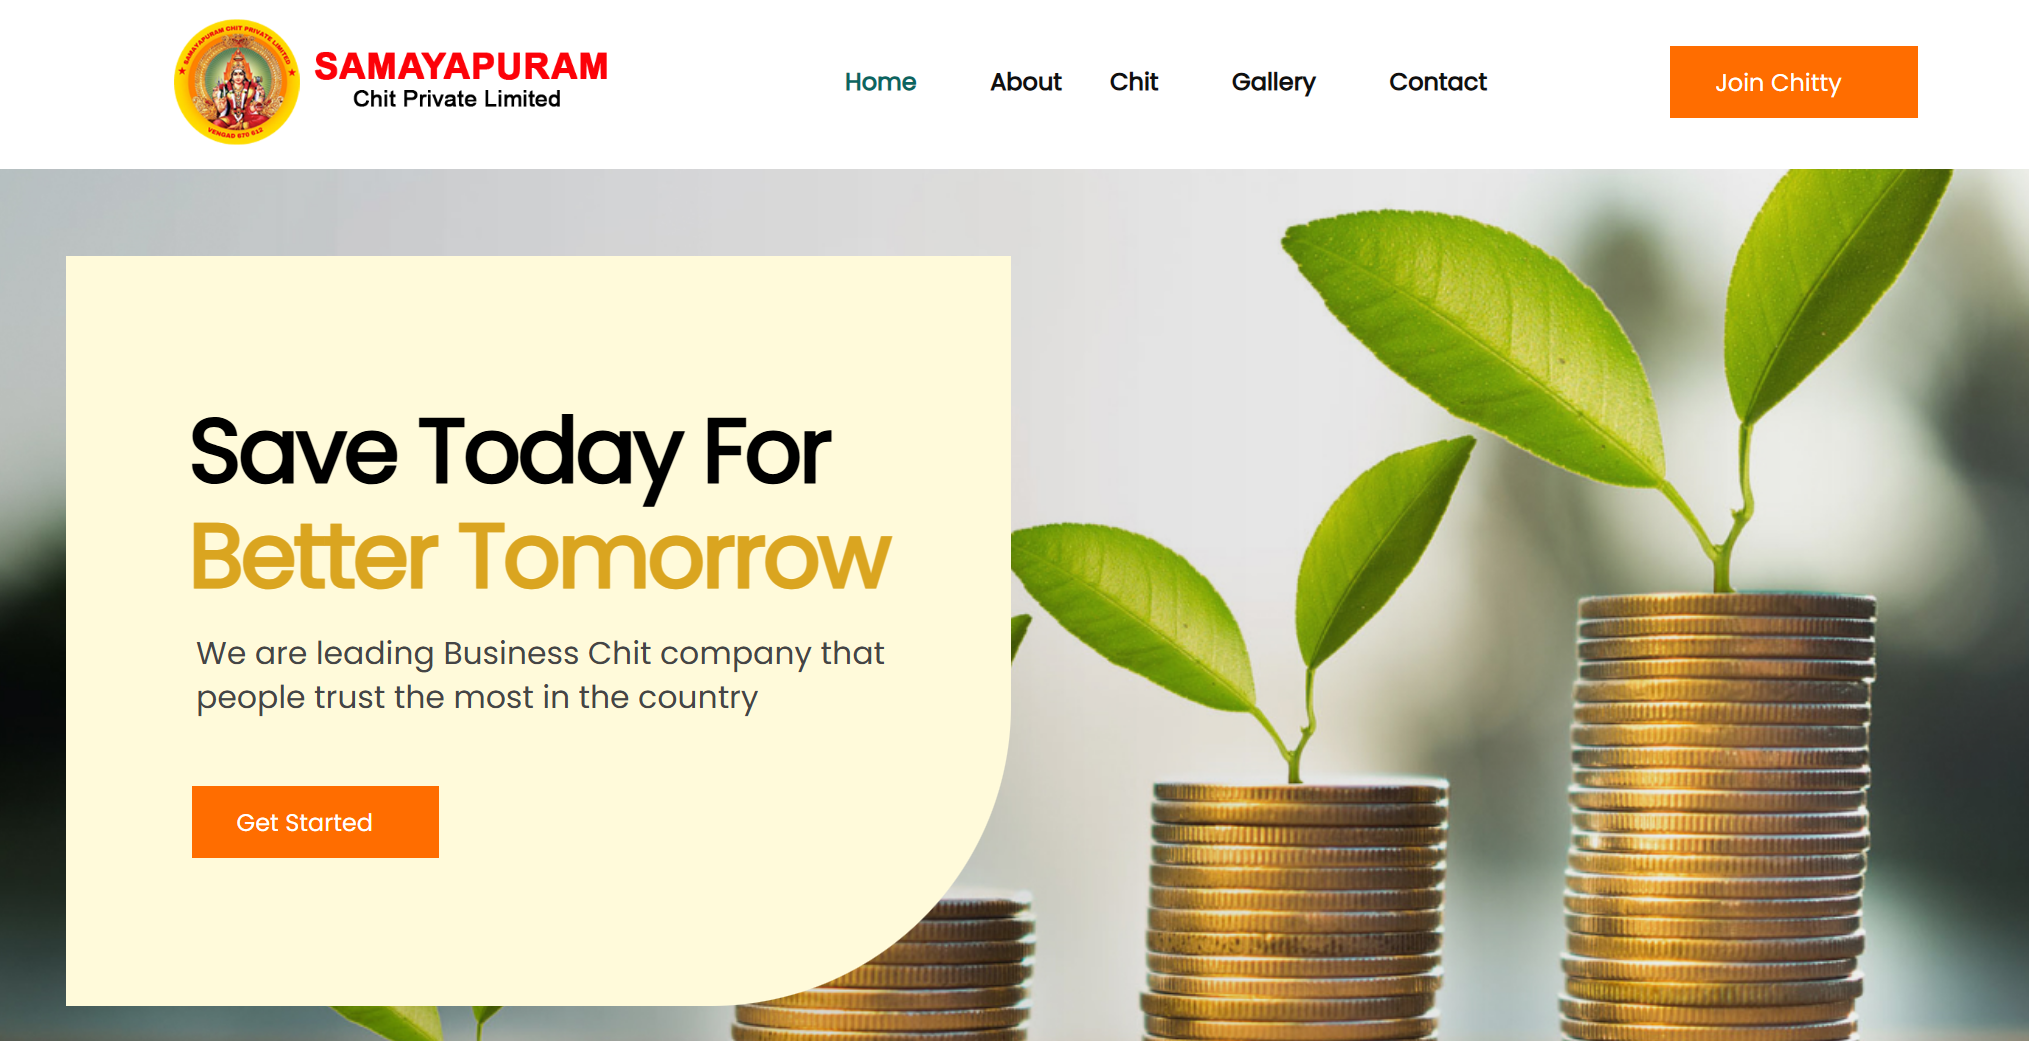 SAMAYAPURAM CHIT PRIVATE LIMITED
VENGAD 670 612
SAMAYAPURAM
Chit Private Limited
Home About Chit Gallery Contact
Join Chitty
Save Today For
Better Tomorrow
We are leading Business Chit company that
people trust the most in the country
Get Started